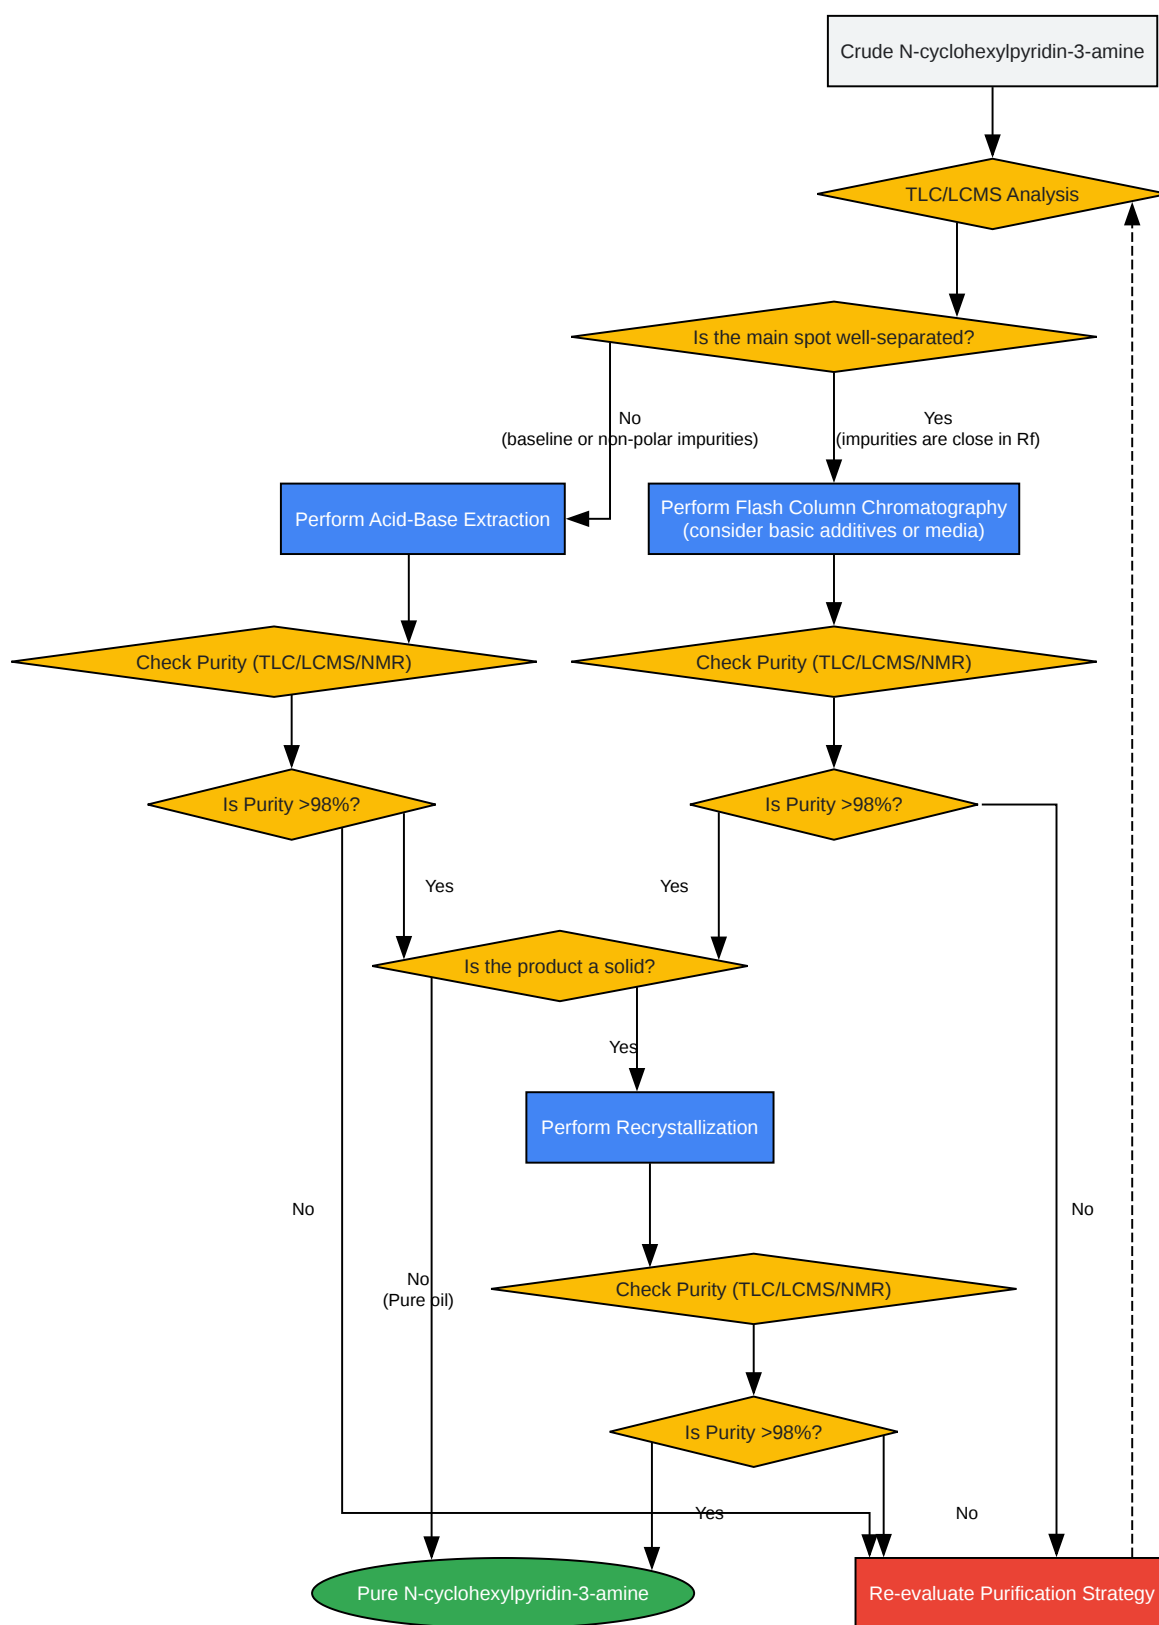 Crude N-cyclohexylpyridin-3-amine
TLC/LCMS Analysis
Is the main spot well-separated?
No
(baseline or non-polar impurities)
Yes
(impurities are close in Rf)
Perform Acid-Base Extraction
Perform Flash Column Chromatography
(consider basic additives or media)
Check Purity (TLC/LCMS/NMR)
Check Purity (TLC/LCMS/NMR)
Is Purity >98%?
Is Purity >98%?
Yes
Yes
Is the product a solid?
Yes
Perform Recrystallization
No
No
No
(Pure oil)
Check Purity (TLC/LCMS/NMR)
Is Purity >98%?
Yes
No
Pure N-cyclohexylpyridin-3-amine
Re-evaluate Purification Strategy